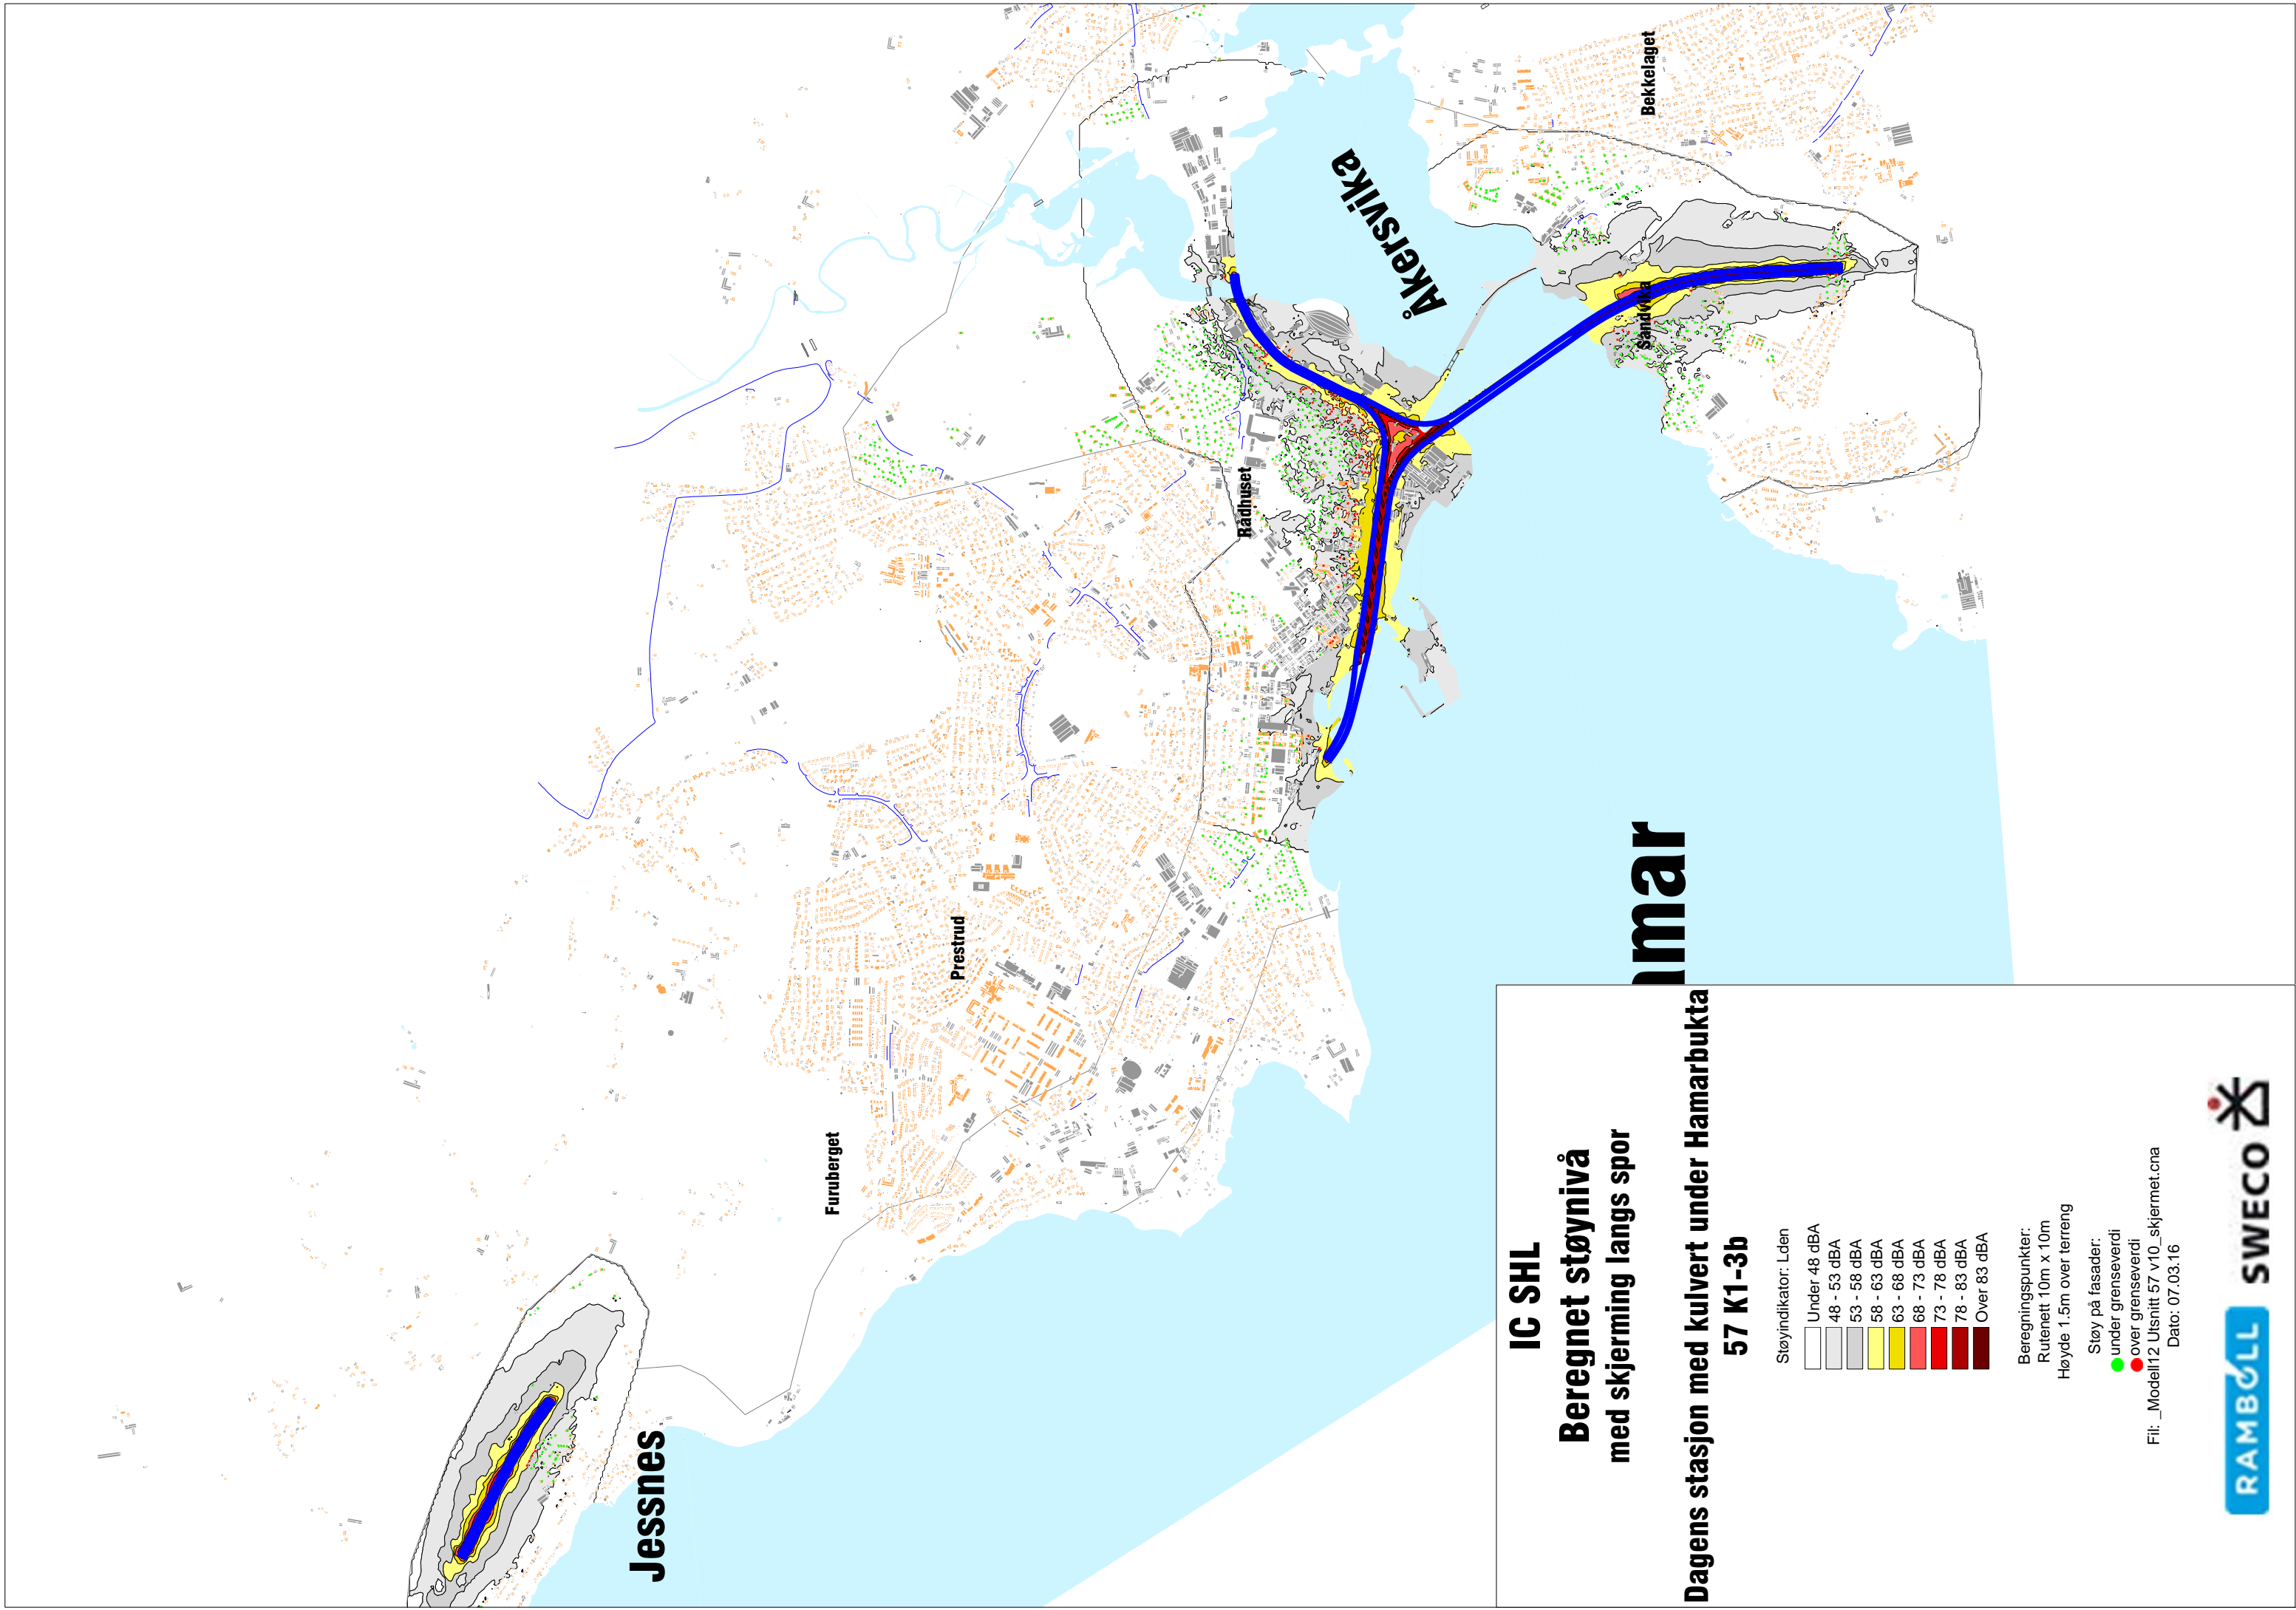 Jessnes
Furuberget
Prestrud
Rådhuset
Åkersvika
Sandvika
Bekkelaget
IC SHL
Beregnet støynivå
med skjerming langs spor
Dagens stasjon med kulvert under Hamarbukta
57 K1-3b
Støyindikator: Lden
Under 48 dBA
48 - 53 dBA
53 - 58 dBA
58 - 63 dBA
63 - 68 dBA
68 - 73 dBA
73 - 78 dBA
78 - 83 dBA
Over 83 dBA
Beregningspunkter:
Rutenett 10m x 10m
Høyde 1.5m over terreng
Støy på fasader:
under grenseverdi
over grenseverdi
Fil: _Modell12 Utsnitt 57 v10_skjermet.cna
Dato: 07.03.16
RAMBOLL
SWECO